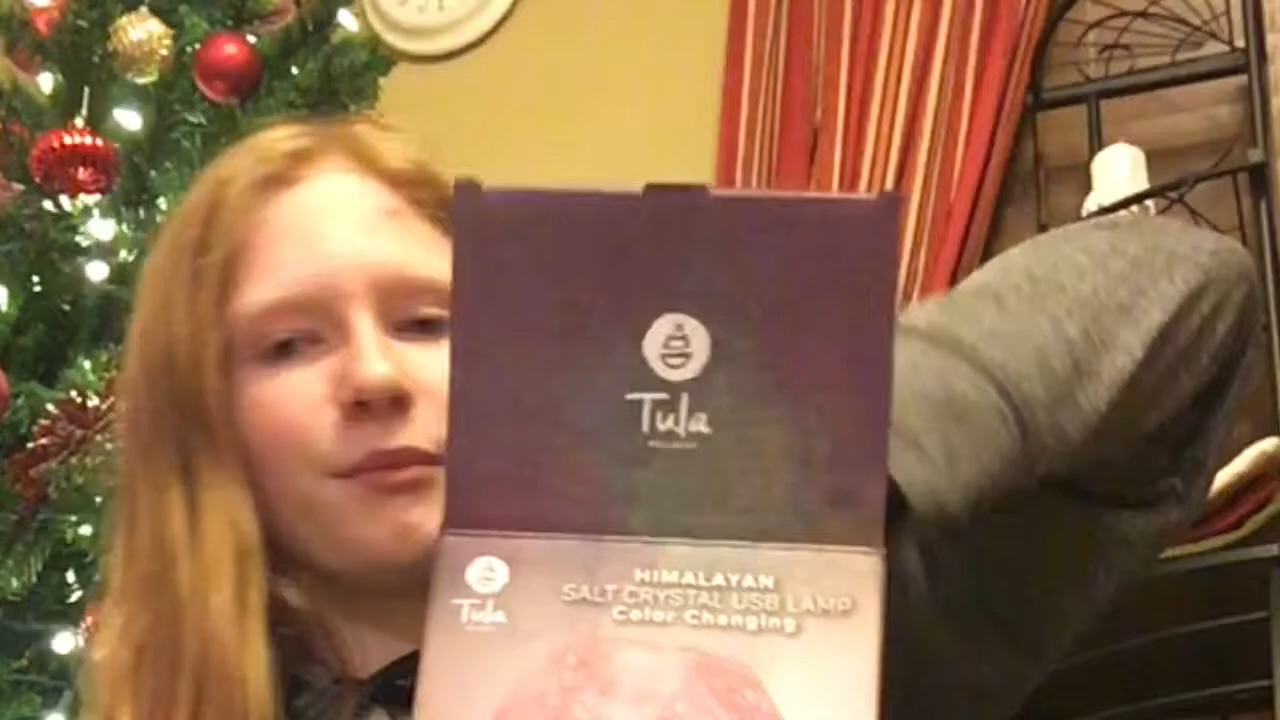 Tula
Tula
HIMALAYAN
SALT CRYSTAL USB LAMP
Color Changing